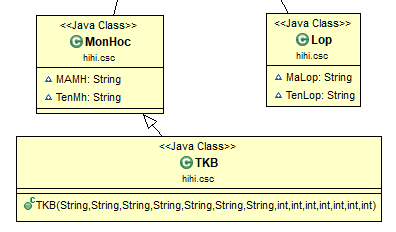 <<Java Class>>
MonHoc
hihi.csc
MAMH: String
TenMh: String
<<Java Class>>
Lop
hihi.csc
MaLop: String
TenLop: String
<<Java Class>>
TKB
hihi.csc
TKB(String,String,String,String,String,String,String,int,int,int,int,int,int,int)